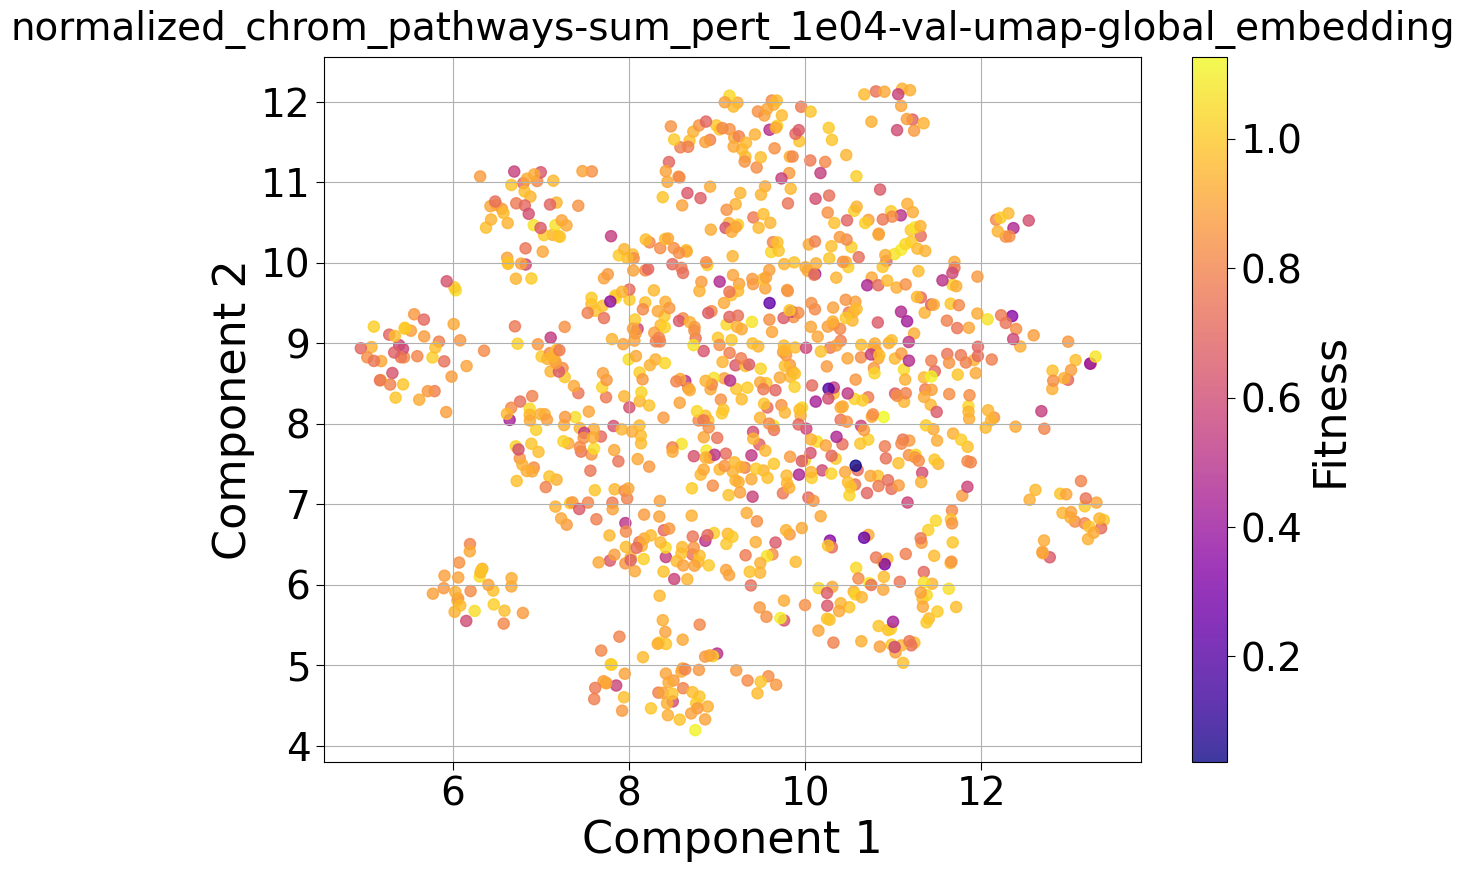 normalized_chrom_pathways-sum_pert_1e04-val-umap-global_embedding
12
11
10
9
8
7
6
5
4
Component 2
6 8 10 12
Component 1
1.0
0.8
0.6
0.4
0.2
Fitness